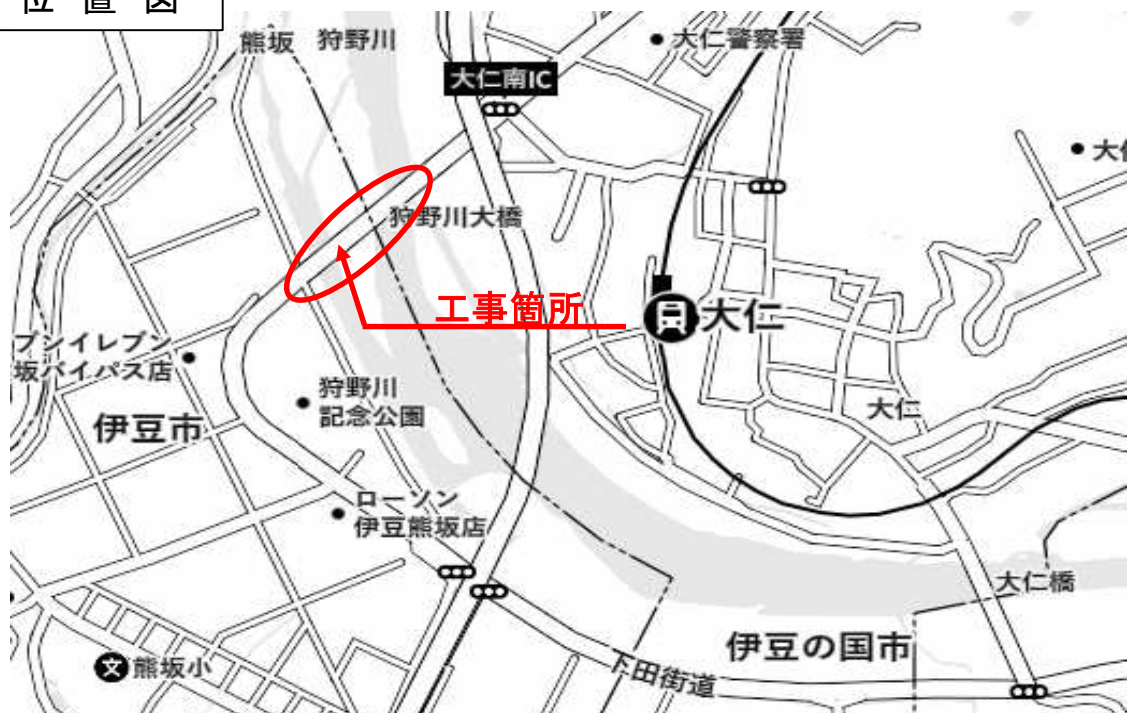 位 置 図
熊坂
狩野川
大仁警察署
大仁南IC
大仁
狩野川大橋
工事箇所
大仁
ブンイレブン
坂バイパス店
狩野川
記念公園
大仁
伊豆市
ローソン
伊豆熊坂店
大仁橋
伊豆の国市
文
熊坂小
下田街道